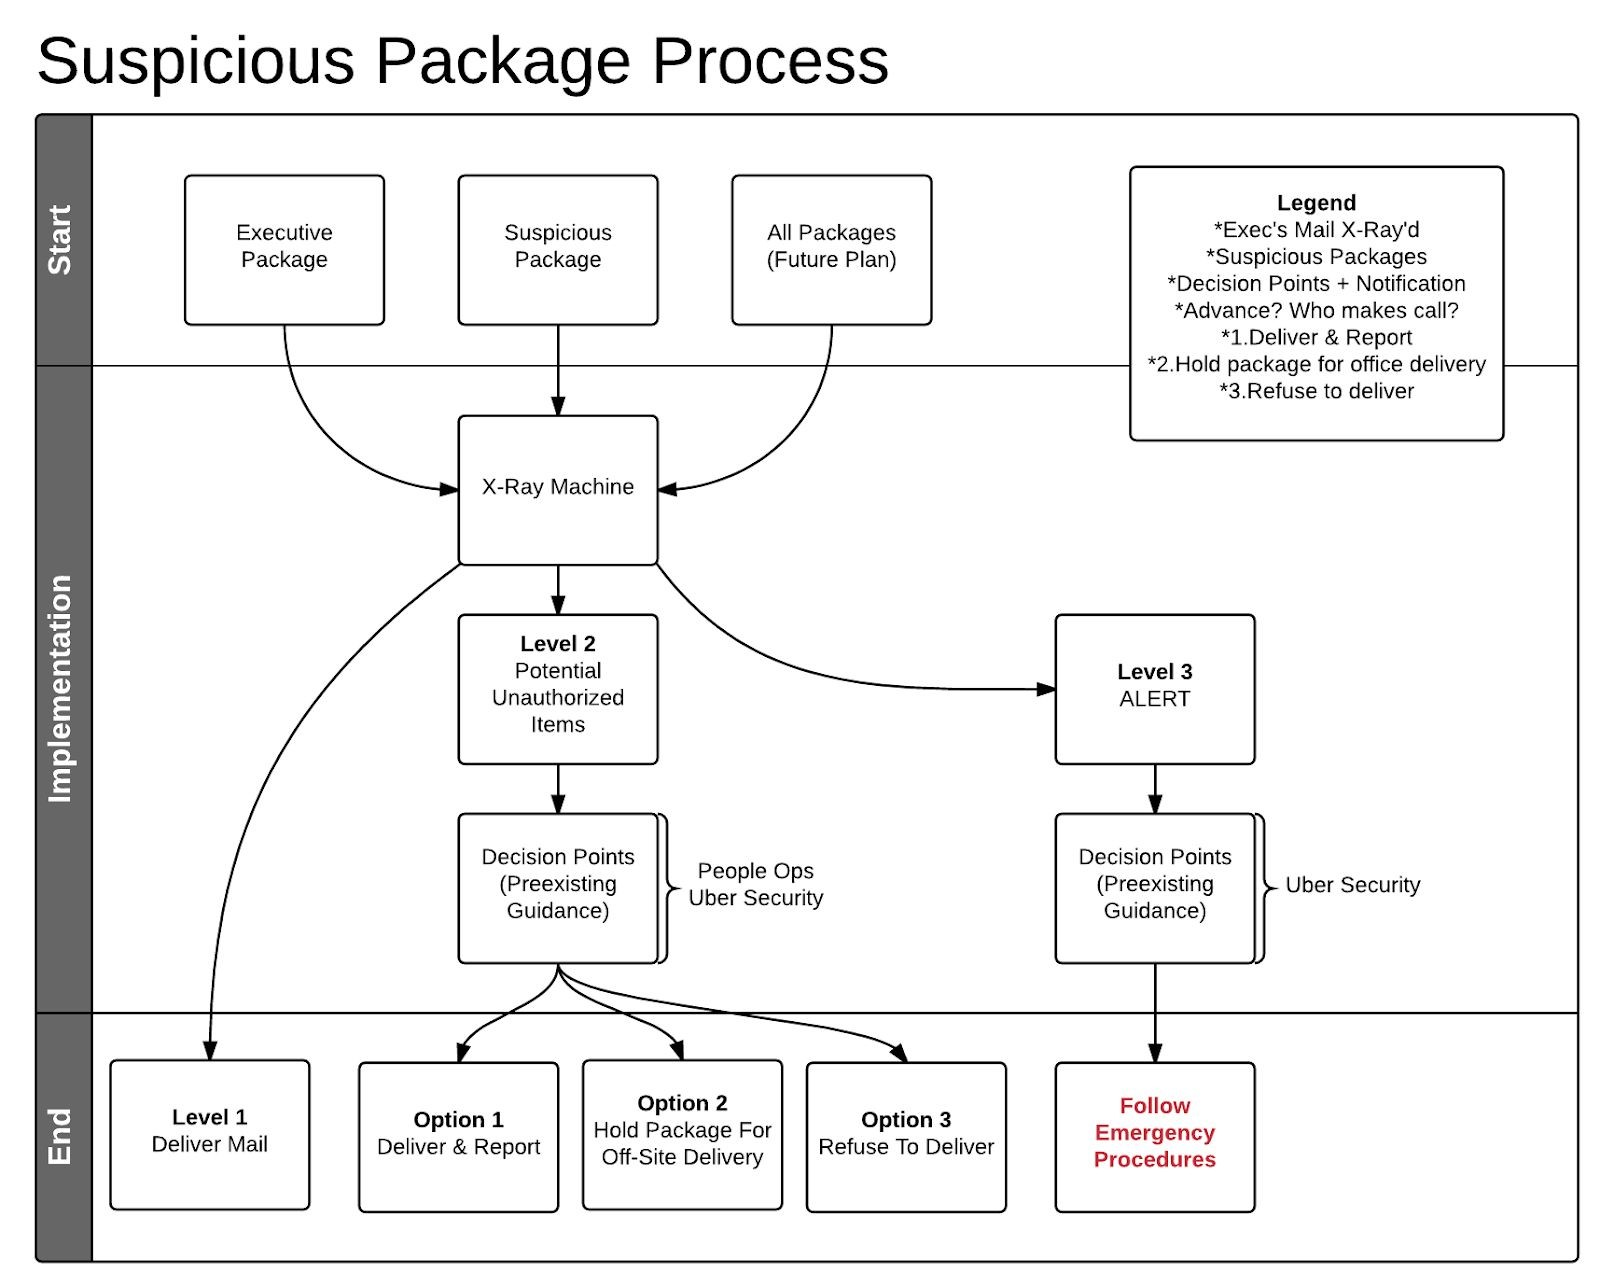 Suspicious Package Process
Start
Executive
Package
Suspicious
Package
All Packages
(Future Plan)
Legend
*Exec's Mail X-Ray'd
*Suspicious Packages
*Decision Points + Notification
*Advance? Who makes call?
*1.Deliver & Report
*2.Hold package for office delivery
*3.Refuse to deliver
Implementation
X-Ray Machine
Level 2
Potential
Unauthorized
Items
Level 3
ALERT
Decision Points
(Preexisting
Guidance)
People Ops
Uber Security
Decision Points
(Preexisting
Guidance)
Uber Security
End
Level 1
Deliver Mail
Option 1
Deliver & Report
Option 2
Hold Package For
Off-Site Delivery
Option 3
Refuse To Deliver
Follow
Emergency
Procedures